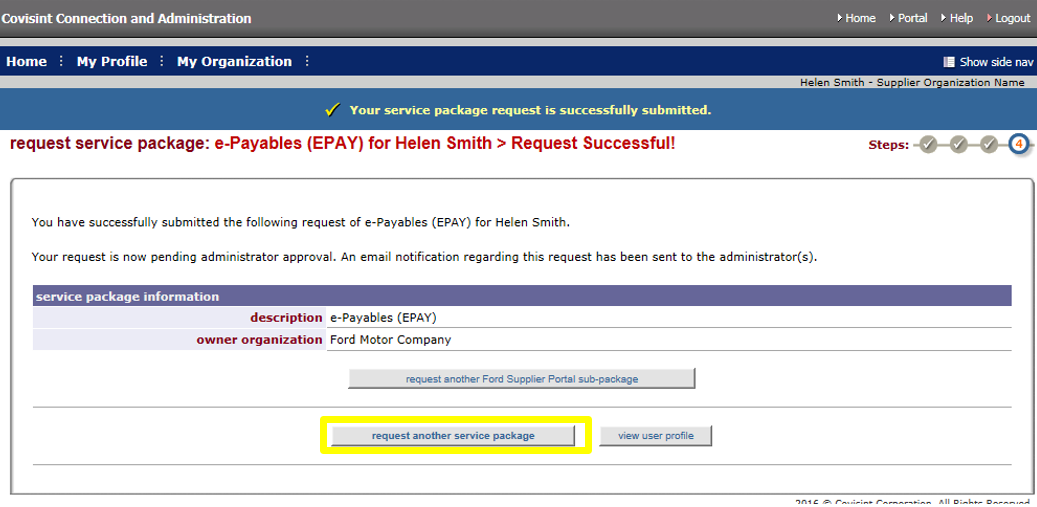 Covisint Connection and Administration
Home Portal Help Logout
Home My Profile My Organization Show side nav
Helen Smith - Supplier Organization Name
Your service package request is successfully submitted.
request service package: e-Payables (EPAY) for Helen Smith > Request Successful! Steps: 4
You have successfully submitted the following request of e-Payables (EPAY) for Helen Smith.
Your request is now pending administrator approval. An email notification regarding this request has been sent to the administrator(s).
service package information
description e-Payables (EPAY)
owner organization Ford Motor Company
request another Ford Supplier Portal sub-package
request another service package view user profile
2016 © Covisint Corporation. All Rights Reserved